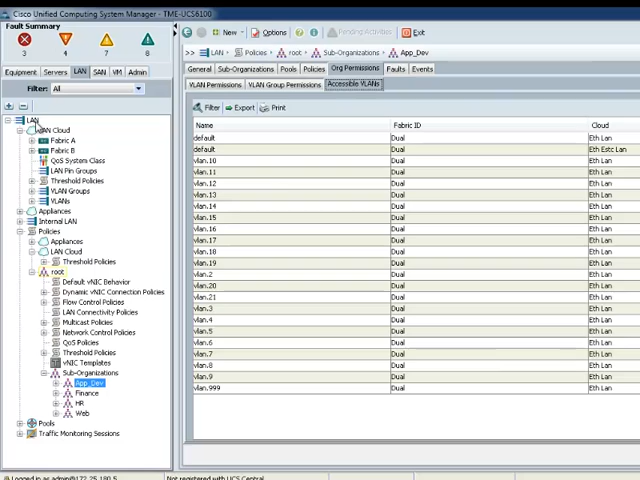 Cisco Unified Computing System Manager - TME-UCS6100
Fault Summary
3 4 7 8
New Options Pending Activities Exit
>> LAN Policies root Sub-Organizations App_Dev
Equipment Servers LAN SAN VM Admin
General Sub-Organizations Pools Policies Org Permissions Faults Events
Filter: All
VLAN Permissions VLAN Group Permissions Accessible VLANs
Filter Export Print
Name Fabric ID Cloud
default Dual Eth Lan
default Dual Eth Estc Lan
vlan.10 Dual Eth Lan
vlan.11 Dual Eth Lan
vlan.12 Dual Eth Lan
vlan.13 Dual Eth Lan
vlan.14 Dual Eth Lan
vlan.15 Dual Eth Lan
vlan.16 Dual Eth Lan
vlan.17 Dual Eth Lan
vlan.18 Dual Eth Lan
vlan.19 Dual Eth Lan
vlan.2 Dual Eth Lan
vlan.20 Dual Eth Lan
vlan.21 Dual Eth Lan
vlan.3 Dual Eth Lan
vlan.4 Dual Eth Lan
vlan.5 Dual Eth Lan
vlan.6 Dual Eth Lan
vlan.7 Dual Eth Lan
vlan.8 Dual Eth Lan
vlan.9 Dual Eth Lan
vlan.999 Dual Eth Lan
LAN
LAN Cloud
Fabric A
Fabric B
QoS System Class
LAN Pin Groups
Threshold Policies
VLAN Groups
VLANs
Appliances
Internal LAN
Policies
Appliances
LAN Cloud
Threshold Policies
root
Default vNIC Behavior
Dynamic vNIC Connection Policies
Flow Control Policies
LAN Connectivity Policies
Multicast Policies
Network Control Policies
QoS Policies
Threshold Policies
vNIC Templates
Sub-Organizations
App_Dev
Finance
HR
Web
Pools
Traffic Monitoring Sessions
Logged in as admin@172.25.180.5 Not registered with UCS Central